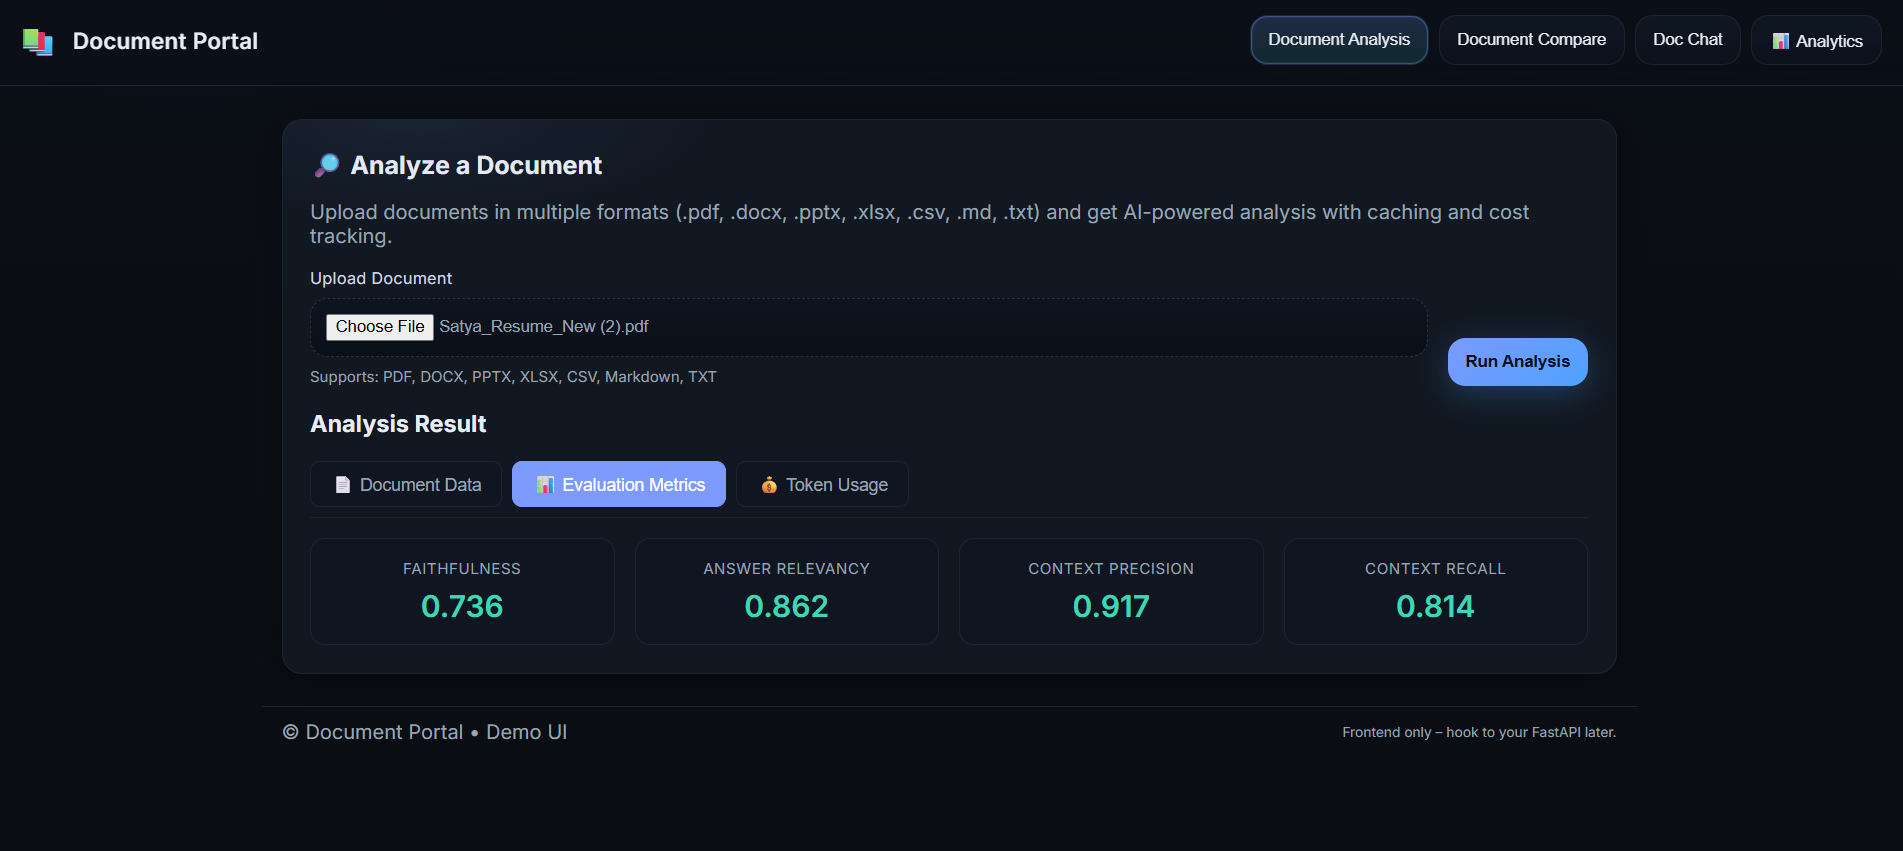 Document Portal
Document Analysis
Document Compare
Doc Chat
Analytics
Analyze a Document
Upload documents in multiple formats (.pdf, .docx, .pptx, .xlsx, .csv, .md, .txt) and get AI-powered analysis with caching and cost
tracking.
Upload Document
Choose File Satya_Resume_New (2).pdf
Run Analysis
Supports: PDF, DOCX, PPTX, XLSX, CSV, Markdown, TXT
Analysis Result
Document Data
Evaluation Metrics
Token Usage
FAITHFULNESS
0.736
ANSWER RELEVANCY
0.862
CONTEXT PRECISION
0.917
CONTEXT RECALL
0.814
© Document Portal • Demo UI
Frontend only – hook to your FastAPI later.